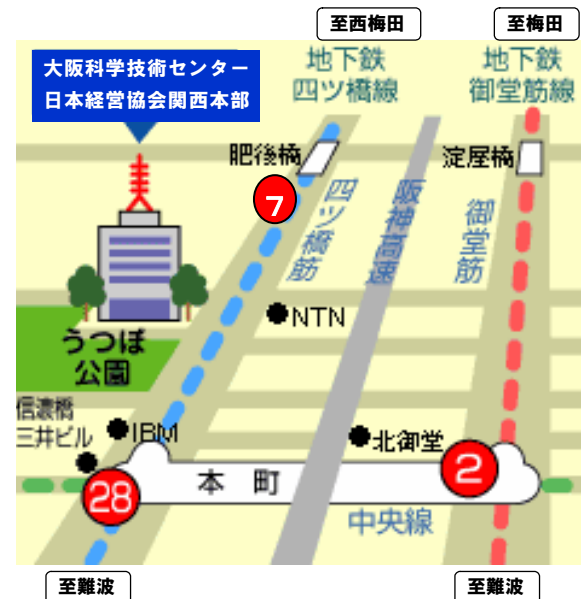 至西梅田
至梅田
大阪科学技術センター
日本経営協会関西本部
地下鉄
四ツ橋線
地下鉄
御堂筋線
肥後橋
淀屋橋
7
四ツ橋筋
阪神高速
御堂筋
NTN
うつぼ
公園
信濃橋
三井ビル
IBM
北御堂
2
28
本町
中央線
至難波
至難波